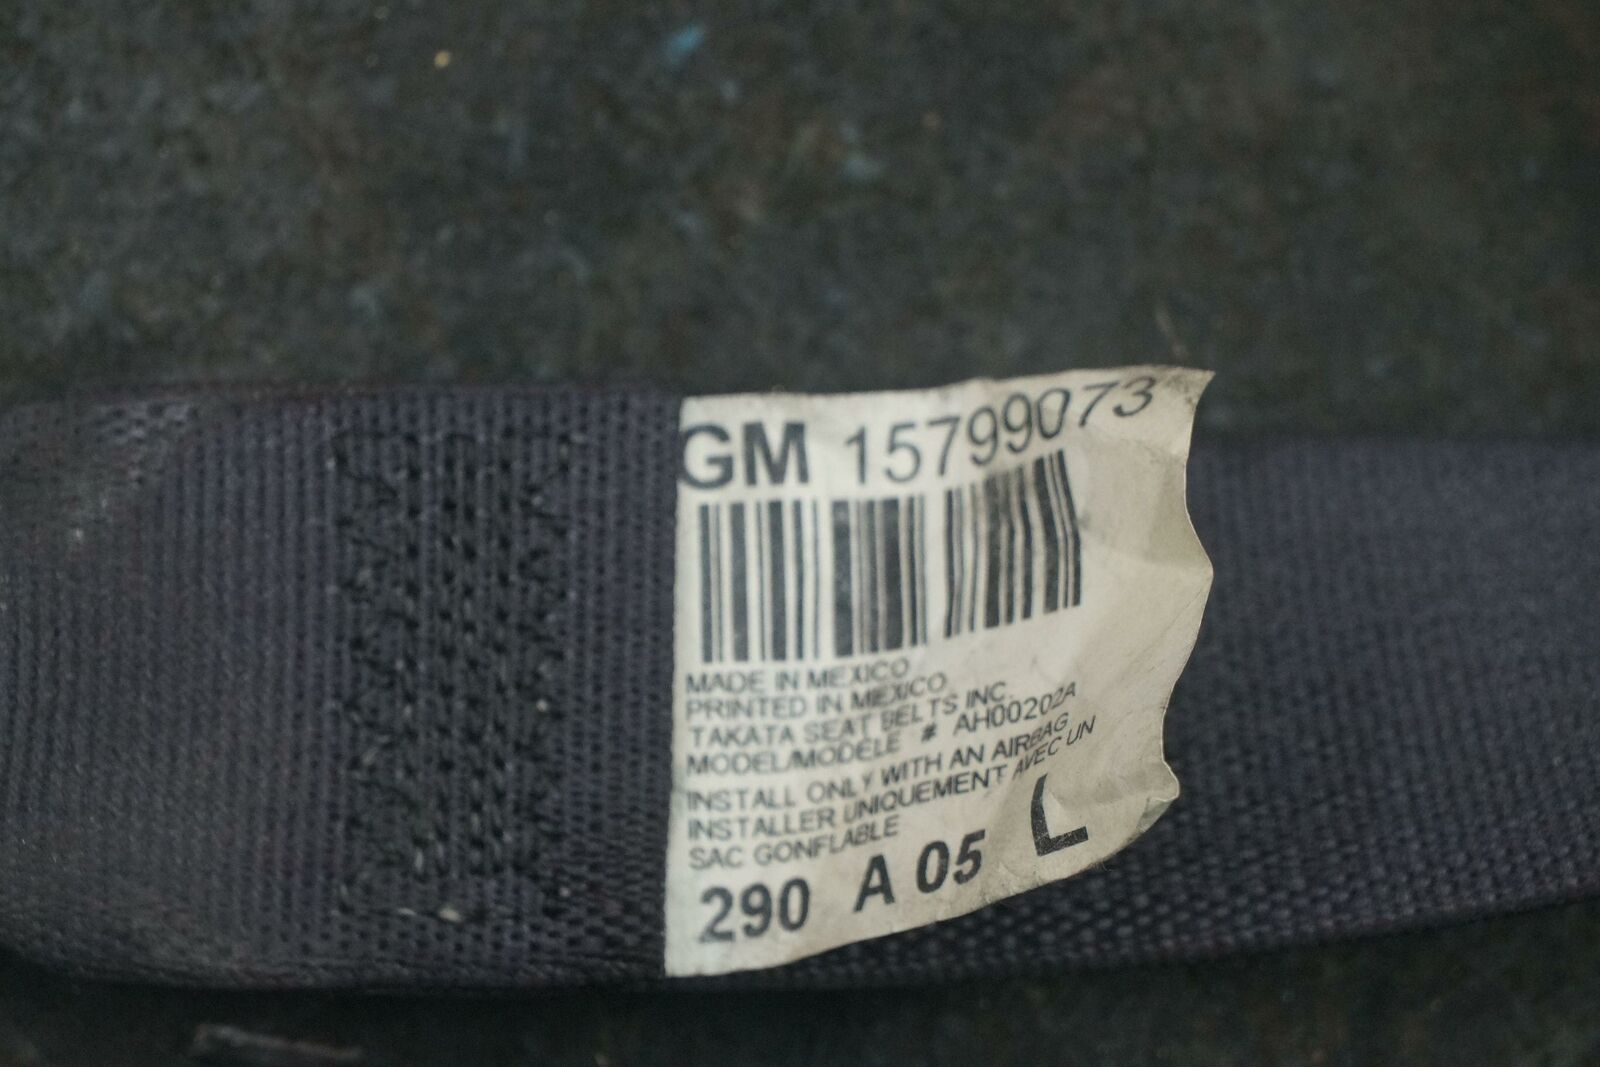 GM 15799073
MADE IN MEXICO
PRINTED IN MEXICO
TAKATA SEAT BELTS INC.
MODEL/MODÈLE # AH00202A
INSTALL ONLY WITH AN AIRBAG
INSTALLER UNIQUEMENT AVEC UN
SAC GONFLABLE
290 A 05 L